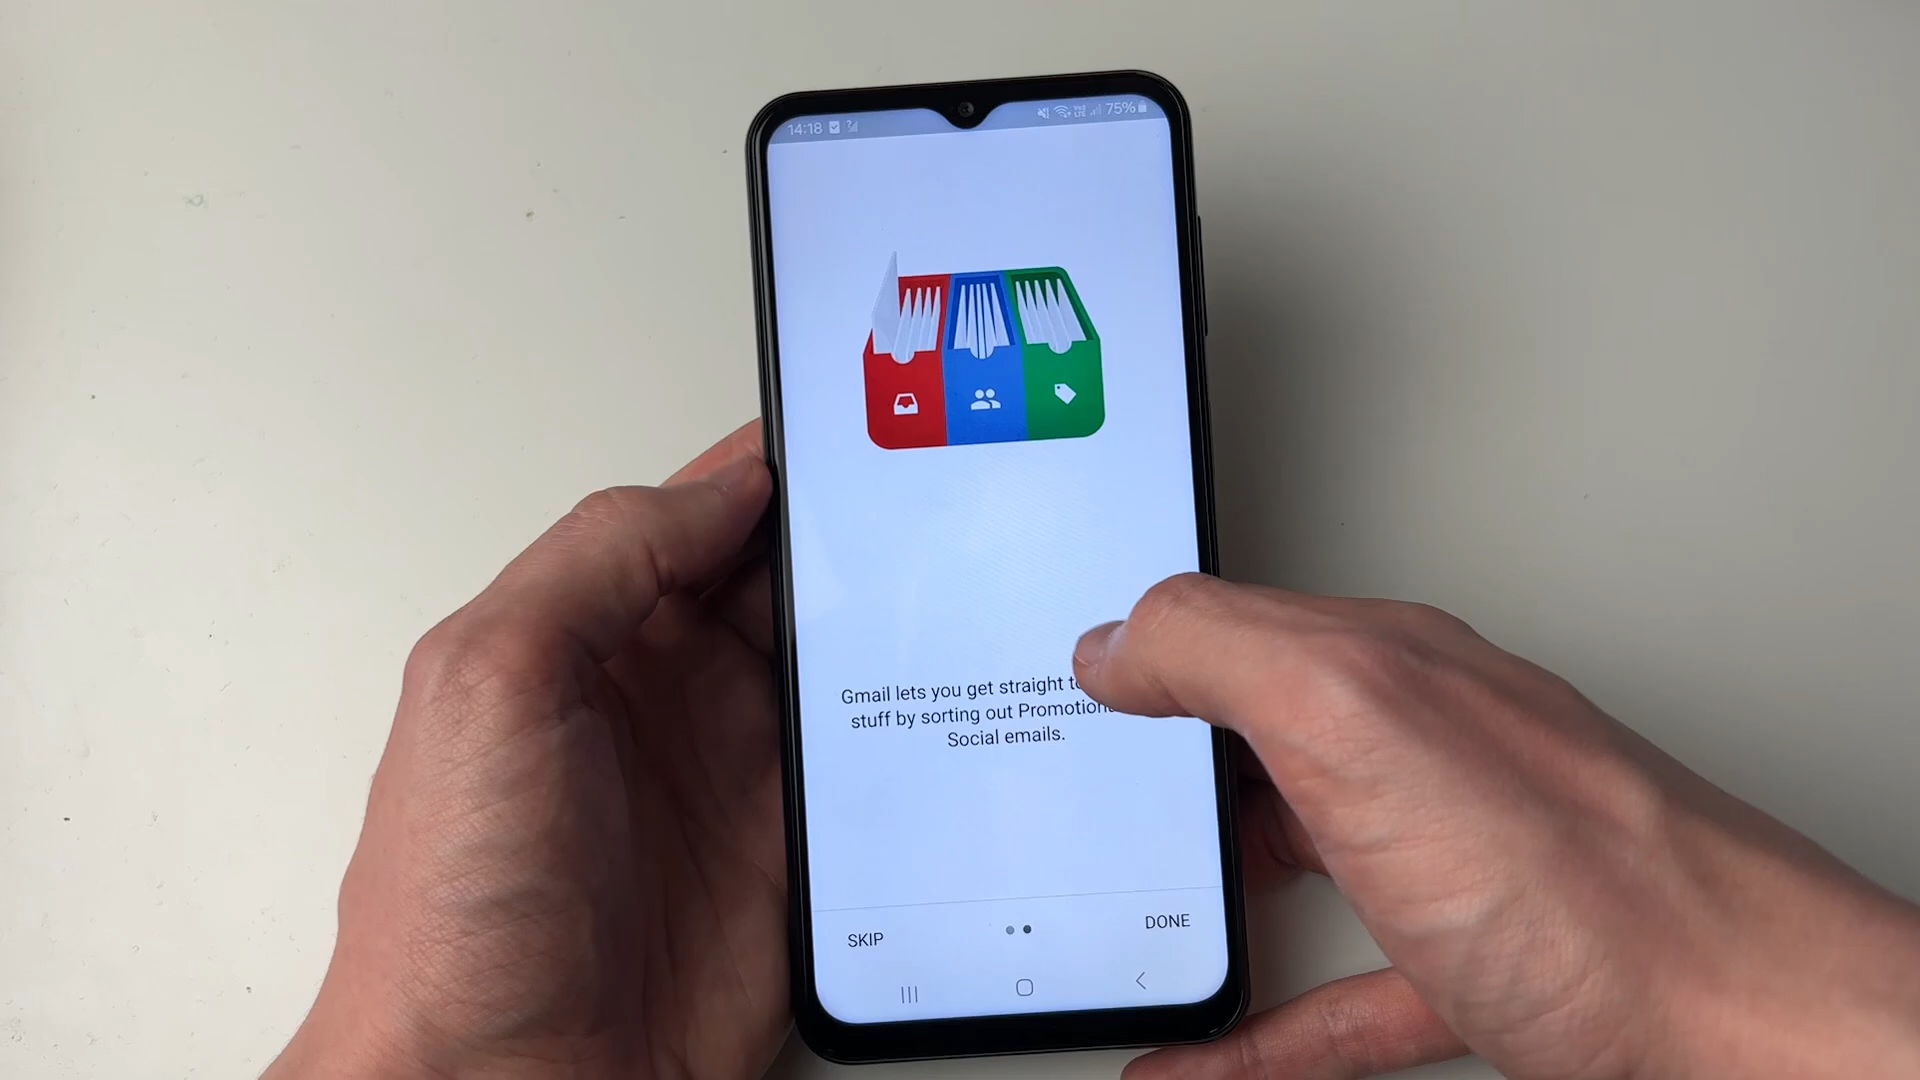 14:18
75%
Gmail lets you get straight
stuff by sorting out
Social emails.
SKIP
DONE